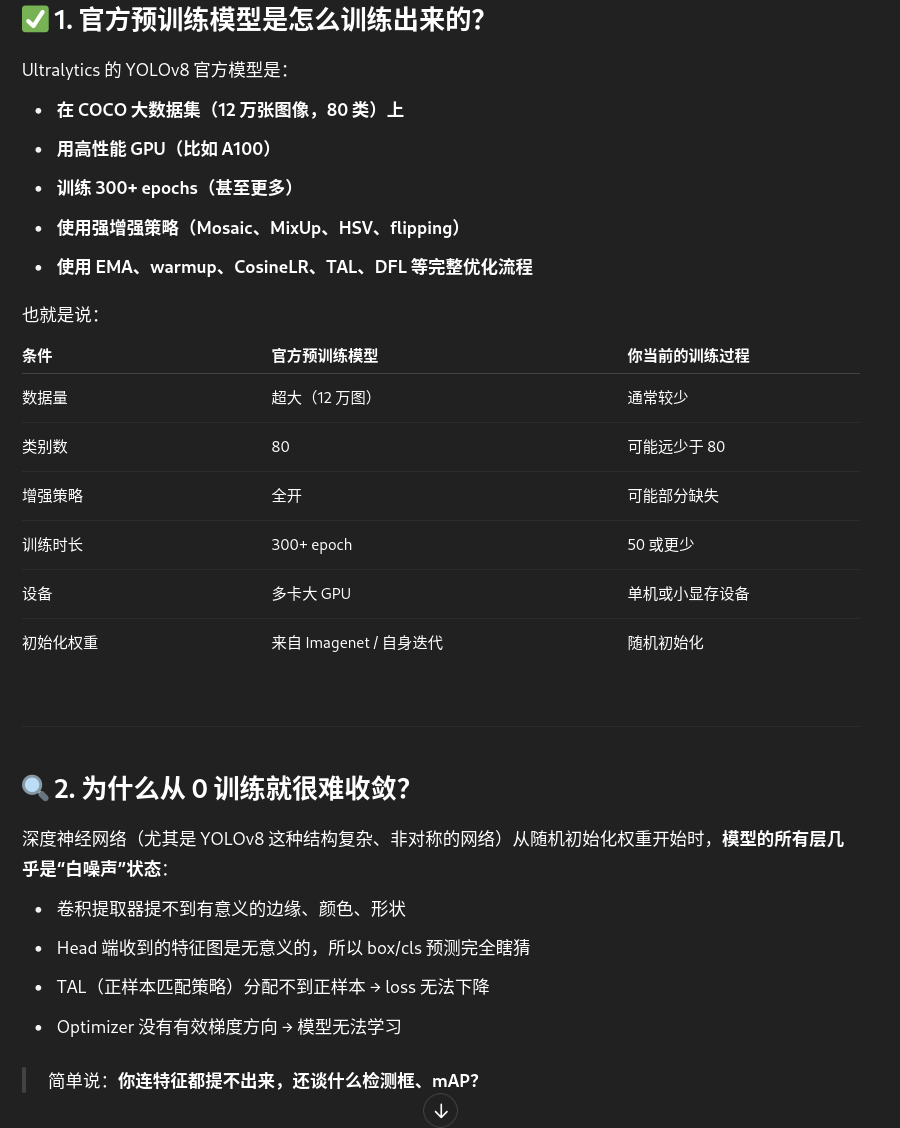 ✅ 1. 官方预训练模型是怎么训练出来的?
Ultralytics 的 YOLOv8 官方模型是：
• 在 COCO 大数据集（12 万张图像，80 类）上
• 用高性能 GPU（比如 A100）
• 训练 300+ epochs（甚至更多）
• 使用强增强策略（Mosaic、MixUp、HSV、flipping）
• 使用 EMA、warmup、CosineLR、TAL、DFL 等完整优化流程
也就是说：
条件 官方预训练模型 你当前的训练过程
数据量 超大（12 万图） 通常较少
类别数 80 可能远少于 80
增强策略 全开 可能部分缺失
训练时长 300+ epoch 50 或更少
设备 多卡大 GPU 单机或小显存设备
初始化权重 来自 Imagenet / 自身迭代 随机初始化
🔍 2. 为什么从 0 训练就很难收敛?
深度神经网络（尤其是 YOLOv8 这种结构复杂、非对称的网络）从随机初始化权重开始时，模型的所有层几
乎是“白噪声”状态：
• 卷积提取器提不到有意义的边缘、颜色、形状
• Head 端收到的特征图是无意义的，所以 box/cls 预测完全瞎猜
• TAL（正样本匹配策略）分配不到正样本 → loss 无法下降
• Optimizer 没有有效梯度方向 → 模型无法学习
简单说：你连特征都提不出来，还谈什么检测框、mAP?